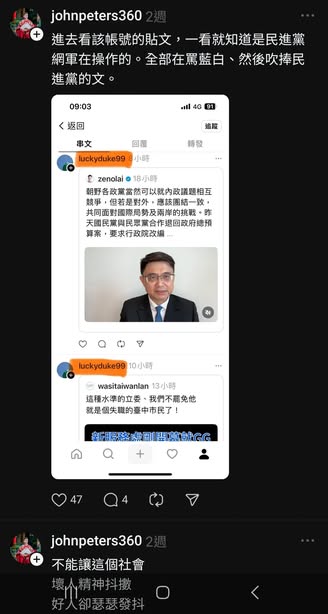 johnpeters360 2週
進去看該帳號的貼文，一看就知道是民進黨
網軍在操作的。全部在罵藍白、然後吹捧民
進黨的文。
09:03
4G 91
返回
追蹤
串文 回覆 轉發
luckyduke99 8小時
zenolai 18小時
朝野各政黨當然可以就內政議題相互
競爭，但若是對外，應該團結一致，
共同面對國際局勢及兩岸的挑戰。昨
天國民黨與民眾黨合作退回政府總預
算案，要求行政院改編...
luckyduke99 10小時
wasitaiwanlan 13小時
這種水準的立委、我們不罷免他
就是個失職的臺中市民了！
新服務處剛開幕就GG
47 4
johnpeters360 2週
不能讓這個社會
壞人精神抖擻
好人卻瑟瑟發抖